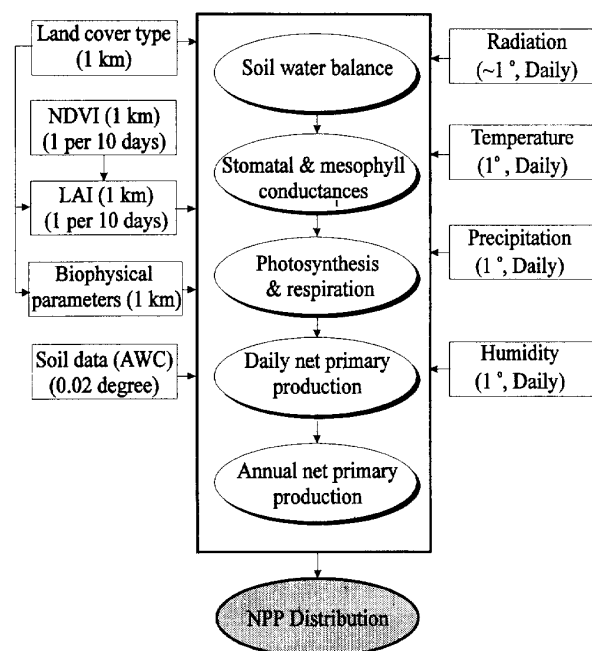 Land cover type
(1 km)
NDVI (1 km)
(1 per 10 days)
LAI (1 km)
(1 per 10 days)
Biophysical
parameters (1 km)
Soil data (AWC)
(0.02 degree)
Soil water balance
Stomatal & mesophyll
conductances
Photosynthesis
& respiration
Daily net primary
production
Annual net primary
production
NPP Distribution
Radiation
(~1°, Daily)
Temperature
(1°, Daily)
Precipitation
(1°, Daily)
Humidity
(1°, Daily)